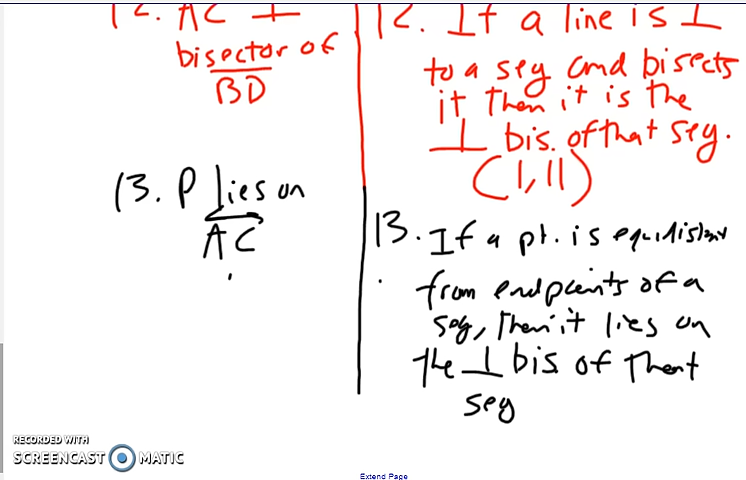 12. AC ⊥
bisector of
BD
12. If a line is ⊥
to a seg and bisects
it then it is the
⊥ bis. of that seg.
(1, 11)
13. P lies on
AC
13. If a pt. is equidistant
from endpoints of a
seg, then it lies on
the ⊥ bis of that
seg
RECORDED WITH
SCREENCAST O MATIC
Extend Page